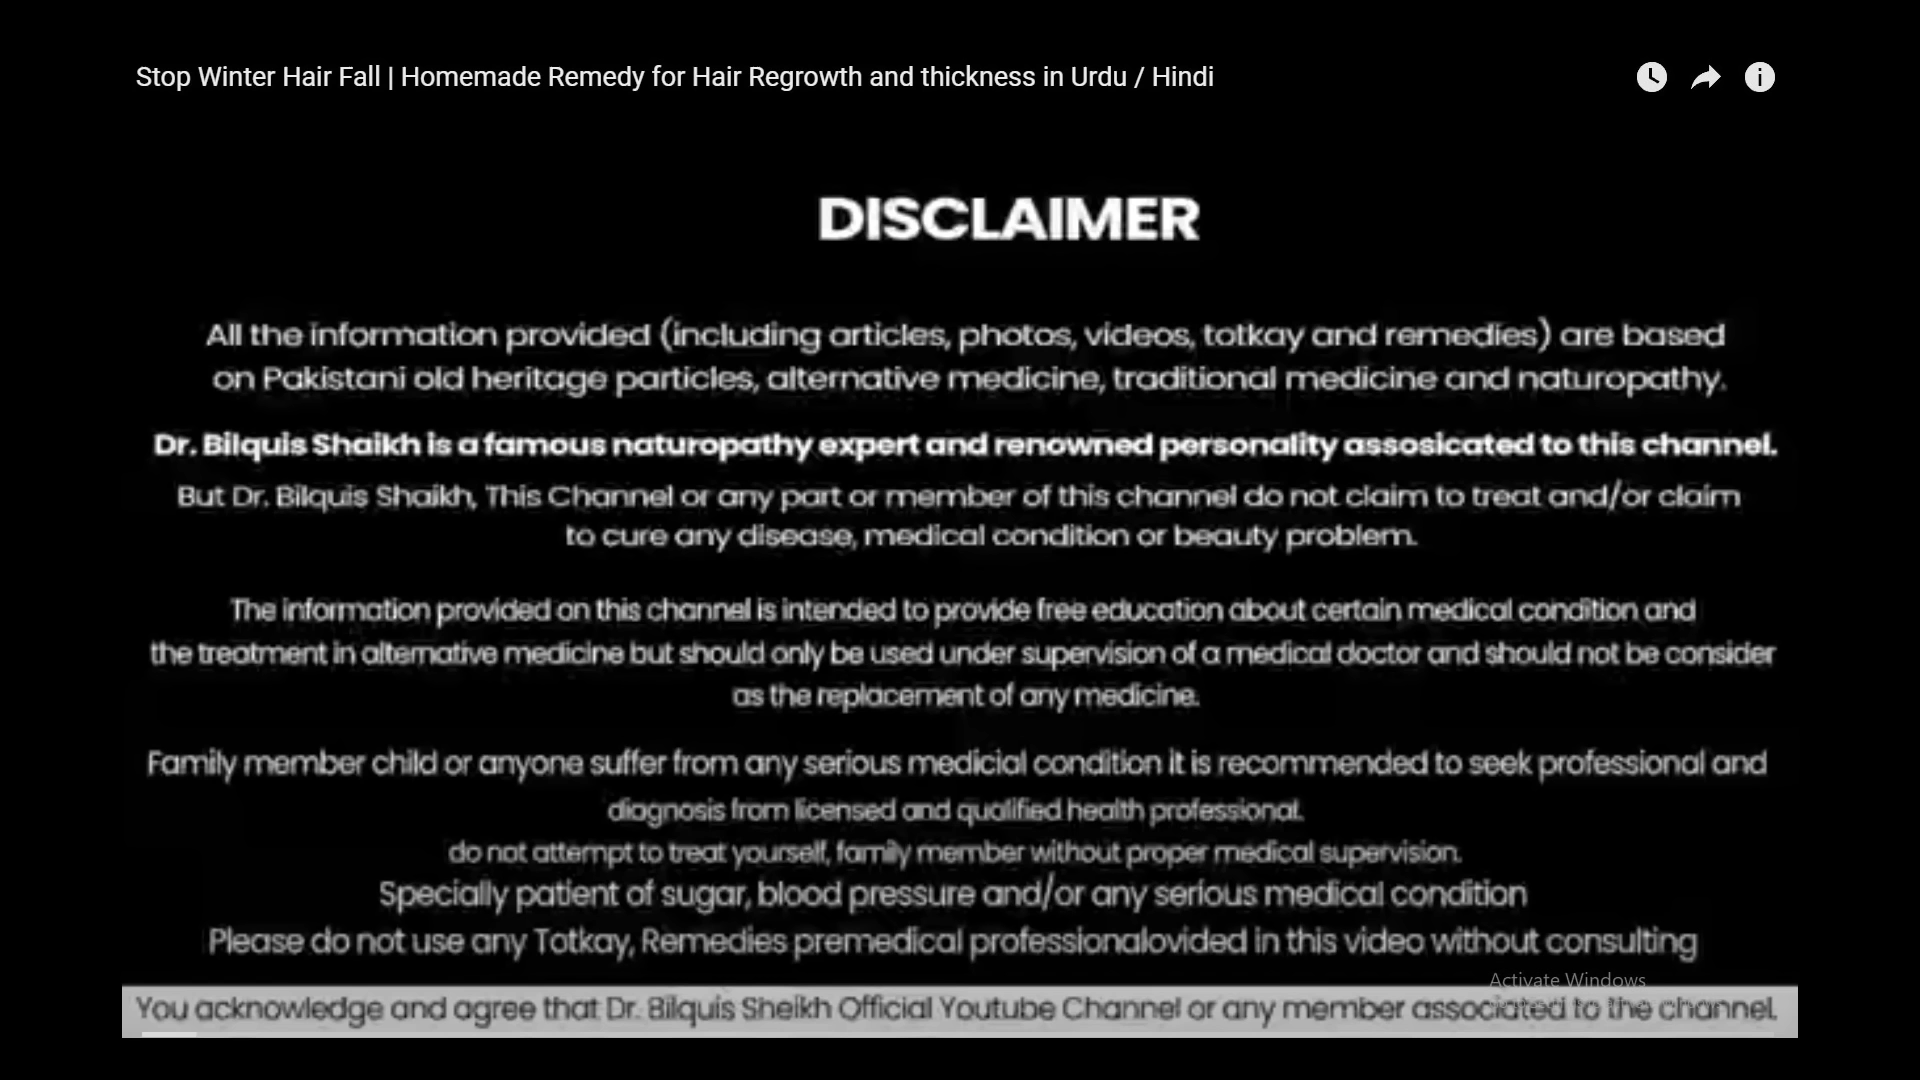 Stop Winter Hair Fall | Homemade Remedy for Hair Regrowth and thickness in Urdu / Hindi
DISCLAIMER
All the information provided (including articles, photos, videos, totkay and remedies) are based
on Pakistani old heritage particles, alternative medicine, traditional medicine and naturopathy.
Dr. Bilquis Shaikh is a famous naturopathy expert and renowned personality assosicated to this channel.
But Dr. Bilquis Shaikh, This Channel or any part or member of this channel do not claim to treat and/or claim
to cure any disease, medical condition or beauty problem.
The information provided on this channel is intended to provide free education about certain medical condition and
the treatment in alternative medicine but should only be used under supervision of a medical doctor and should not be consider
as the replacement of any medicine.
Family member child or anyone suffer from any serious medicial condition it is recommended to seek professional and
diagnosis from licensed and qualified health professional.
do not attempt to treat yourself, family member without proper medical supervision.
Specially patient of sugar, blood pressure and/or any serious medical condition
Please do not use any Totkay, Remedies premedical professionalovided in this video without consulting
Activate Windows
You acknowledge and agree that Dr. Bilquis Sheikh Official Youtube Channel or any member associated to the channel.